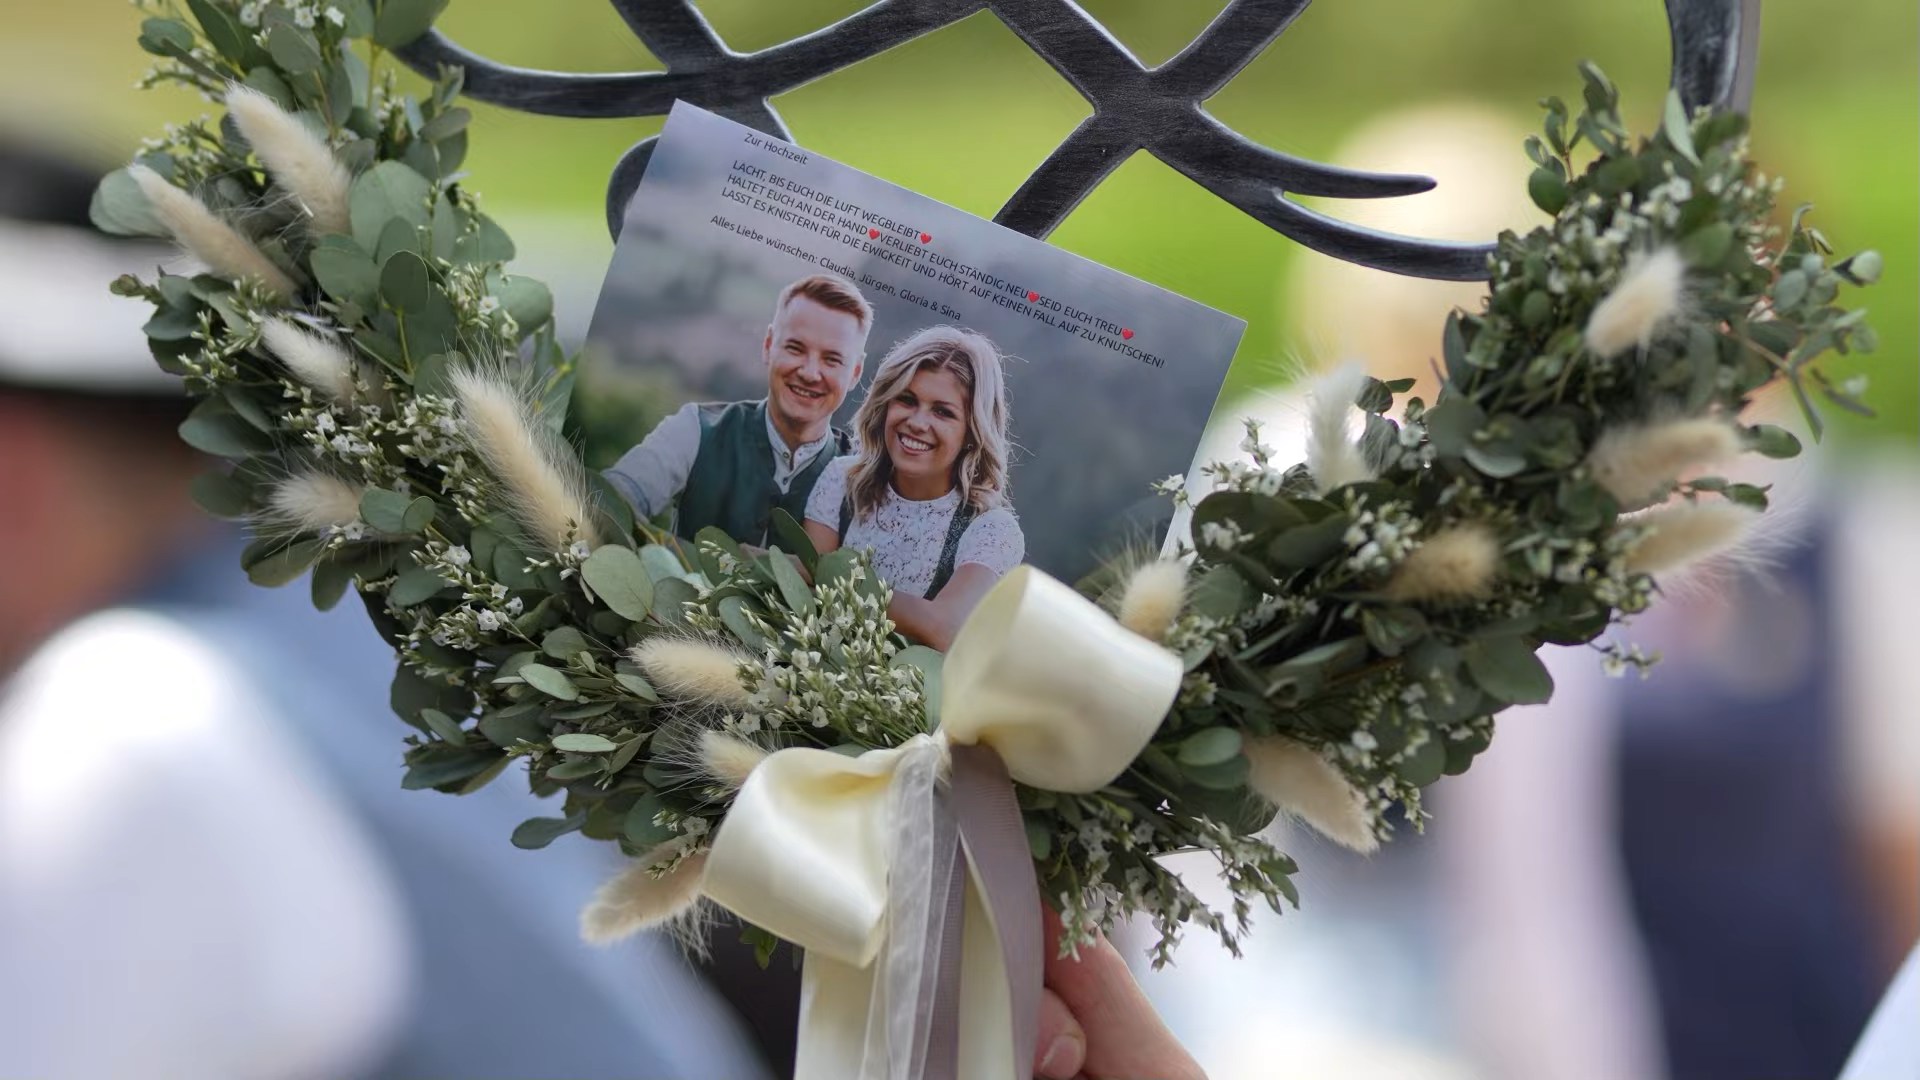 Zur Hochzeit
LACHT, BIS EUCH DIE LUFT WEGBLEIBT❤
HALTET EUCH AN DER HAND❤VERLIEBT EUCH STÄNDIG NEU❤SEID EUCH TREU❤
LASST ES KNISTERN FÜR DIE EWIGKEIT UND HÖRT AUF KEINEN FALL AUF ZU KNUTSCHEN!
Alles Liebe wünschen: Claudia, Jürgen, Gloria & Sina